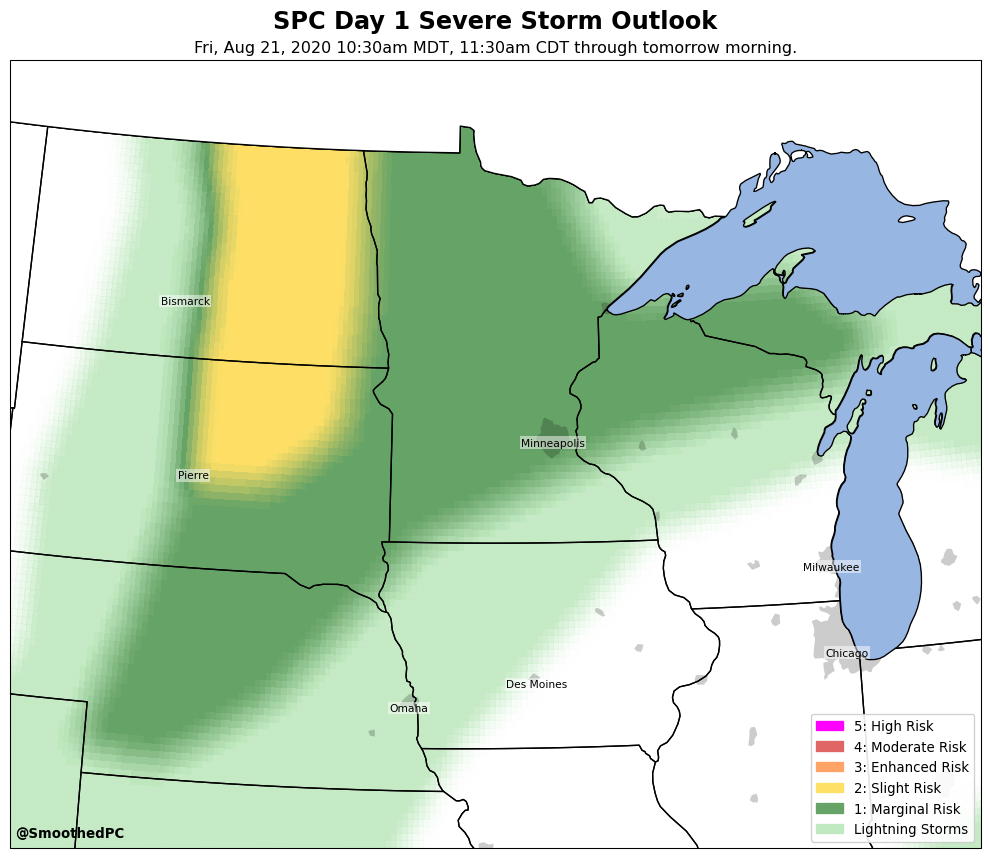 SPC Day 1 Severe Storm Outlook
Fri, Aug 21, 2020 10:30am MDT, 11:30am CDT through tomorrow morning.
Bismarck
Minneapolis
Pierre
Milwaukee
Chicago
Des Moines
Omaha
5: High Risk
4: Moderate Risk
3: Enhanced Risk
2: Slight Risk
1: Marginal Risk
Lightning Storms
@SmoothedPC